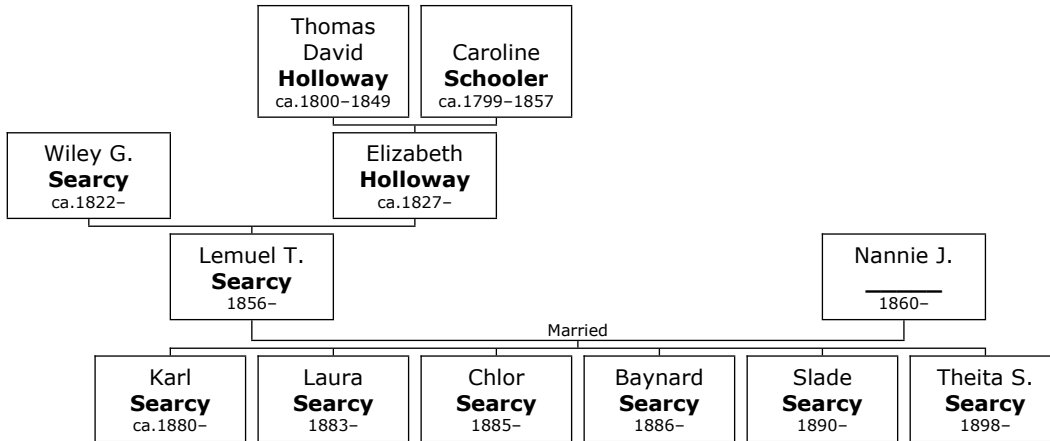 Thomas
David
Holloway
ca.1800–1849
Caroline
Schooler
ca.1799–1857
Wiley G.
Searcy
ca.1822–
Elizabeth
Holloway
ca.1827–
Lemuel T.
Searcy
1856–
Nannie J.
______
1860–
Married
Karl
Searcy
ca.1880–
Laura
Searcy
1883–
Chlor
Searcy
1885–
Baynard
Searcy
1886–
Slade
Searcy
1890–
Theita S.
Searcy
1898–